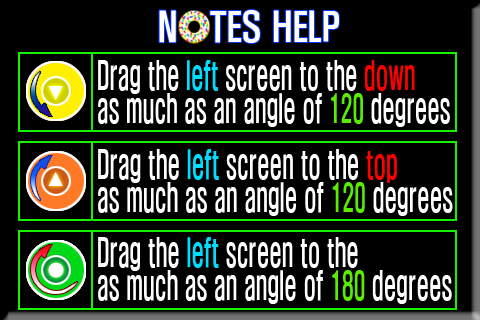 NOTES HELP
Drag the left screen to the down
as much as an angle of 120 degrees
Drag the left screen to the top
as much as an angle of 120 degrees
Drag the left screen to the
as much as an angle of 180 degrees